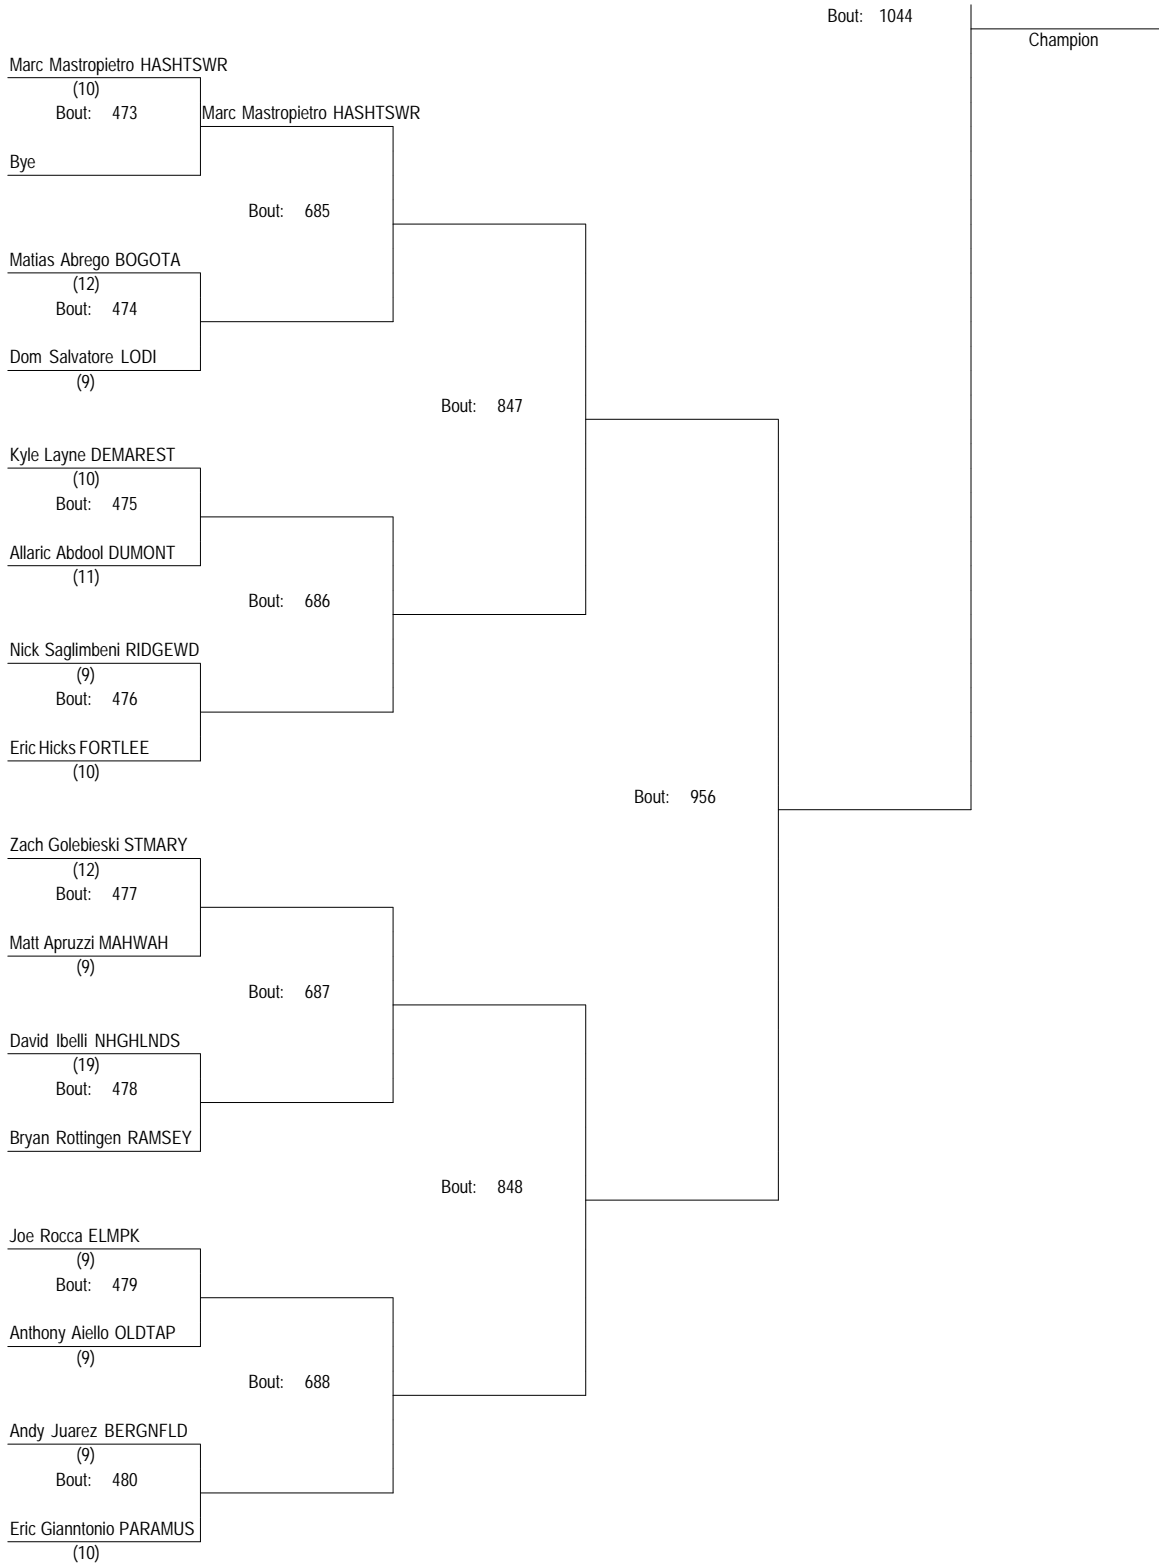 Bout: 1044
Champion
Marc Mastropietro HASHTSWR
(10)
Bout: 473
Marc Mastropietro HASHTSWR
Bye
Bout: 685
Matias Abrego BOGOTA
(12)
Bout: 474
Dom Salvatore LODI
(9)
Bout: 847
Kyle Layne DEMAREST
(10)
Bout: 475
Allaric Abdool DUMONT
(11)
Bout: 686
Nick Saglimbeni RIDGEWD
(9)
Bout: 476
Eric Hicks FORTLEE
(10)
Bout: 956
Zach Golebieski STMARY
(12)
Bout: 477
Matt Apruzzi MAHWAH
(9)
Bout: 687
David Ibelli NHGHLNDS
(19)
Bout: 478
Bryan Rottingen RAMSEY
Bout: 848
Joe Rocca ELMPK
(9)
Bout: 479
Anthony Aiello OLDTAP
(9)
Bout: 688
Andy Juarez BERGNFLD
(9)
Bout: 480
Eric Gianntonio PARAMUS
(10)